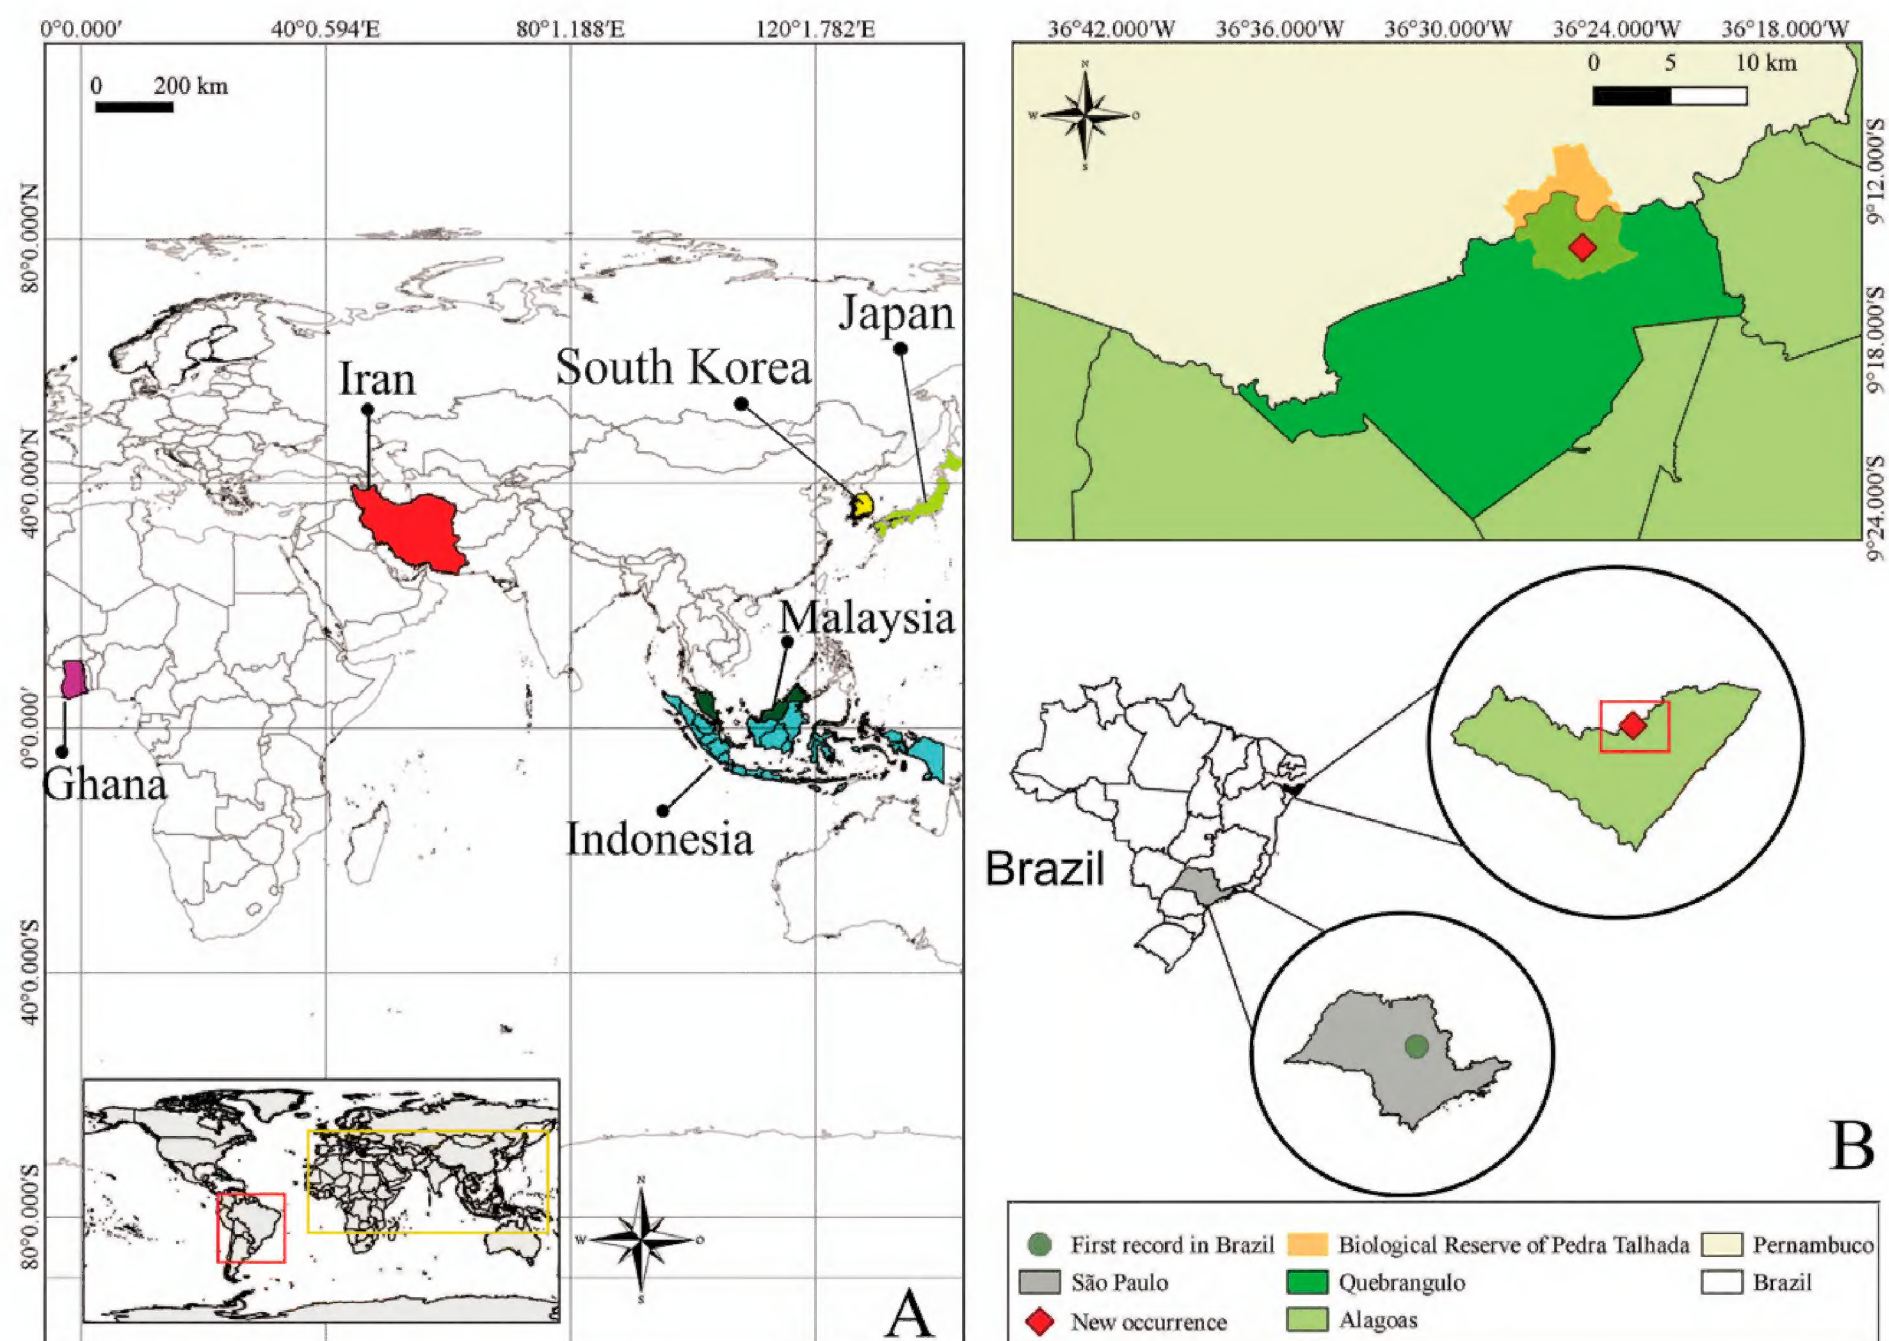 0°0.000′ 40°0.594′E 80°1.188′E 120°1.782′E
0 200 km
80°0.000′N
40°0.000′N
0°0.000′
40°0.000′S
80°0.000′S
Japan
South Korea
Iran
Malaysia
Ghana
Indonesia
N
W O
S
A
36°42.000′W 36°36.000′W 36°30.000′W 36°24.000′W 36°18.000′W
0 5 10 km
N
W O
S
9°12.000′S
9°18.000′S
9°24.000′S
Brazil
B
First record in Brazil Biological Reserve of Pedra Talhada Pernambuco
São Paulo Quebrangulo Brazil
New occurrence Alagoas